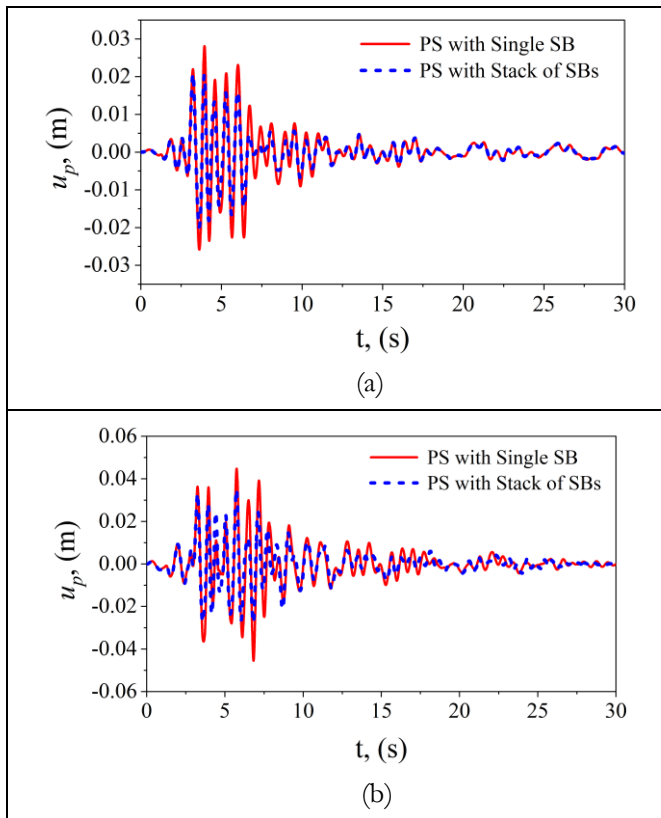 0.03
0.02
0.01
0.00
-0.01
-0.02
-0.03
u_p, (m)
PS with Single SB
PS with Stack of SBs
0 5 10 15 20 25 30
t, (s)
(a)
0.06
0.04
0.02
0.00
-0.02
-0.04
-0.06
u_p, (m)
PS with Single SB
PS with Stack of SBs
0 5 10 15 20 25 30
t, (s)
(b)